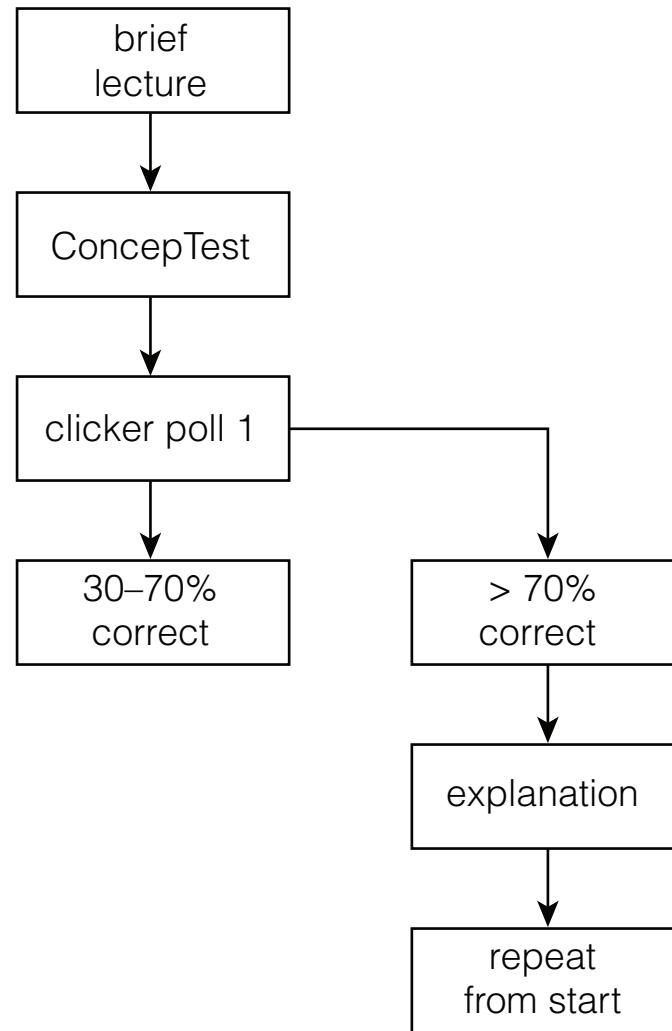 brief
lecture
ConcepTest
clicker poll 1
30–70%
correct
> 70%
correct
explanation
repeat
from start